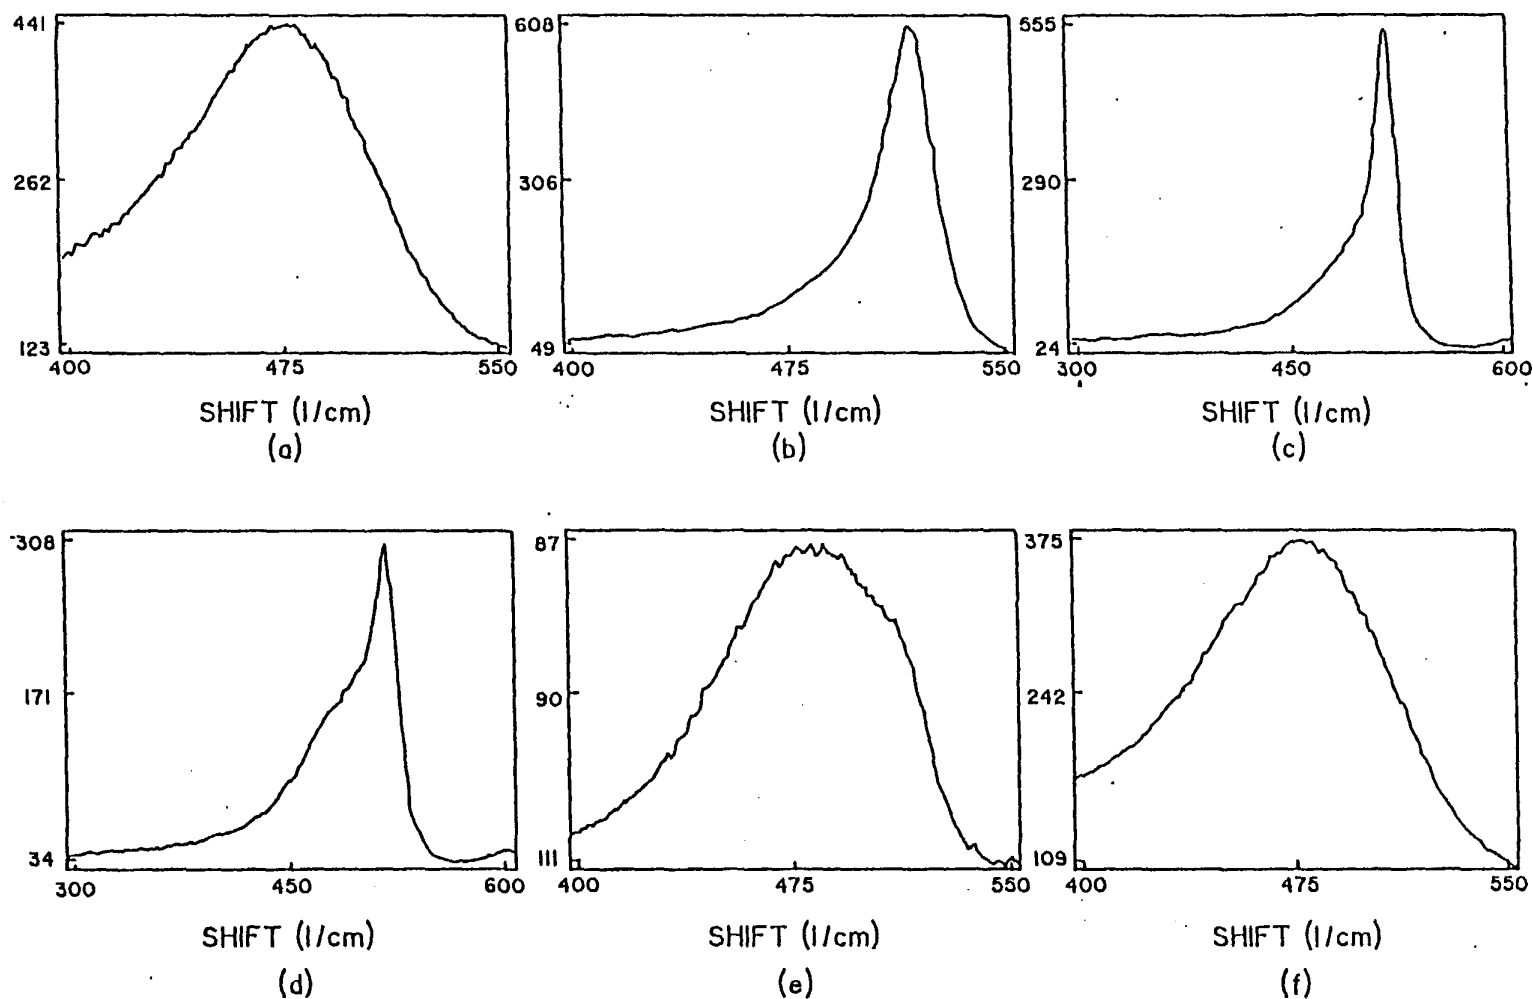 441
262
123
400 475 550
SHIFT (1/cm)
(a)
608
306
49
400 475 550
SHIFT (1/cm)
(b)
555
290
24
300 450 600
SHIFT (1/cm)
(c)
308
171
34
300 450 600
SHIFT (1/cm)
(d)
87
90
111
400 475 550
SHIFT (1/cm)
(e)
375
242
109
400 475 550
SHIFT (1/cm)
(f)